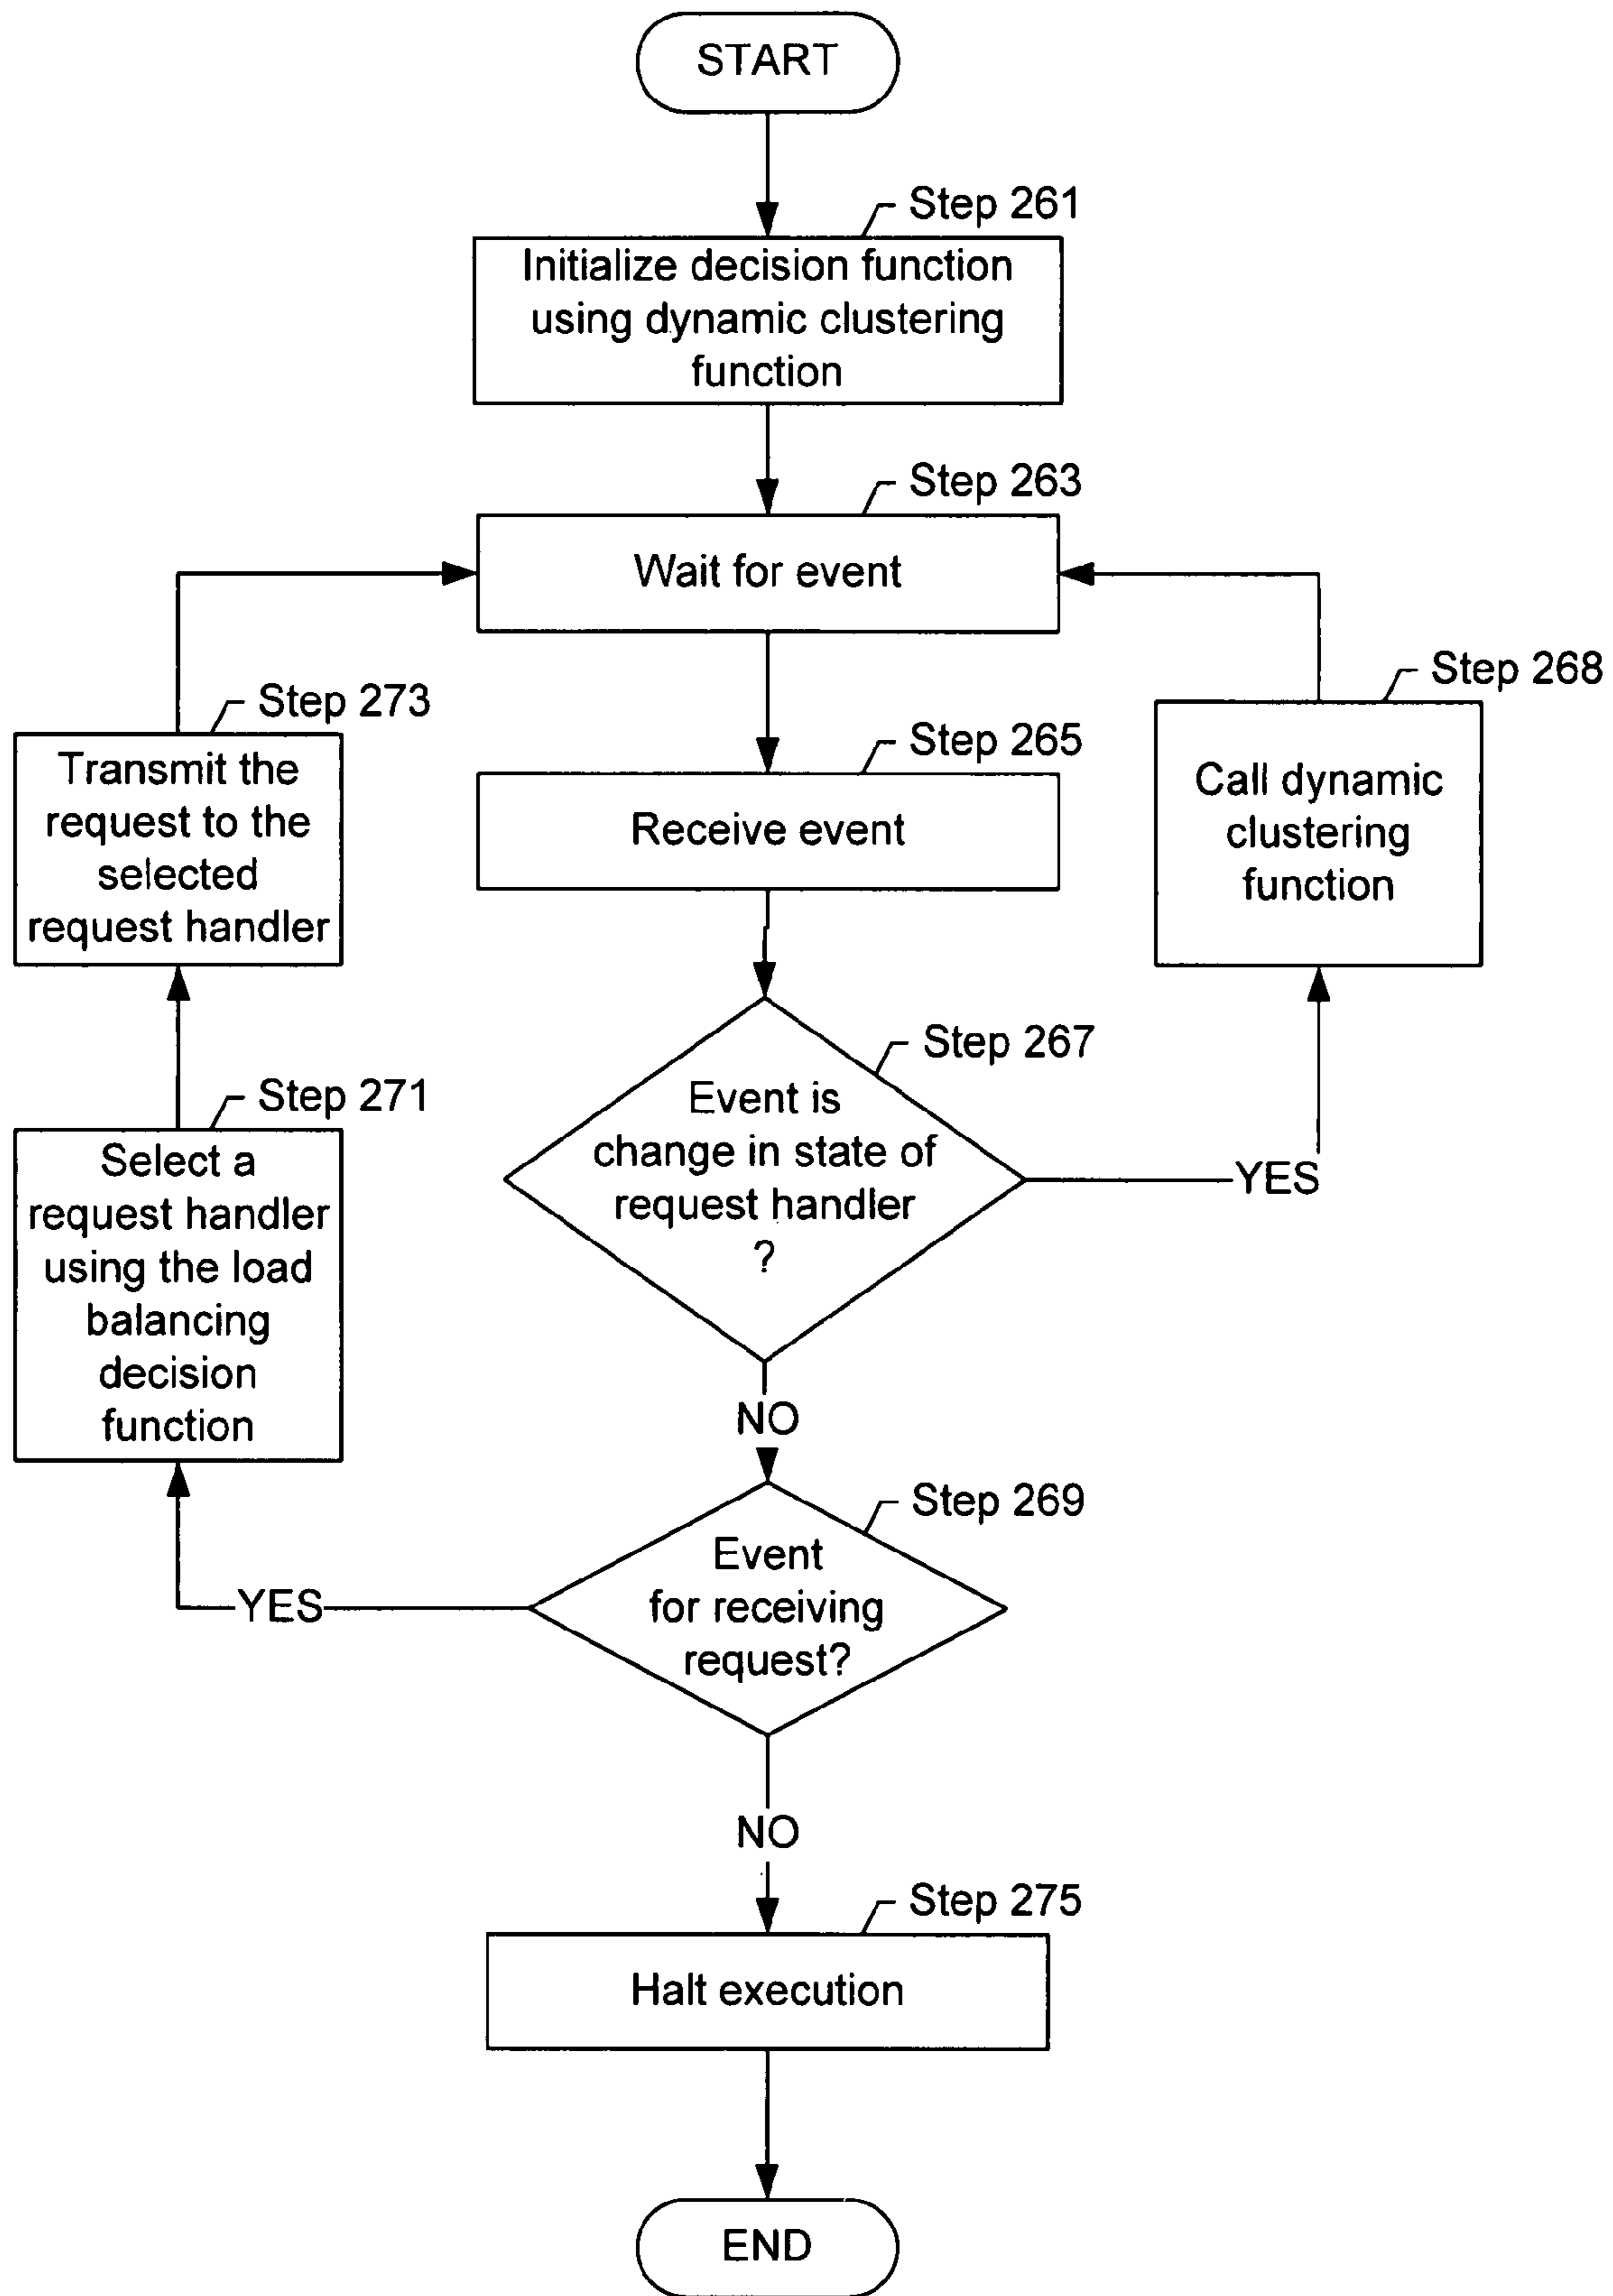 START
Step 261
Initialize decision function
using dynamic clustering
function
Step 263
Wait for event
Step 268
Call dynamic
clustering
function
Step 273
Transmit the
request to the
selected
request handler
Step 265
Receive event
Step 267
Event is
change in state of
request handler
?
YES
Step 271
Select a
request handler
using the load
balancing
decision
function
NO
Step 269
Event
for receiving
request?
YES
NO
Step 275
Halt execution
END